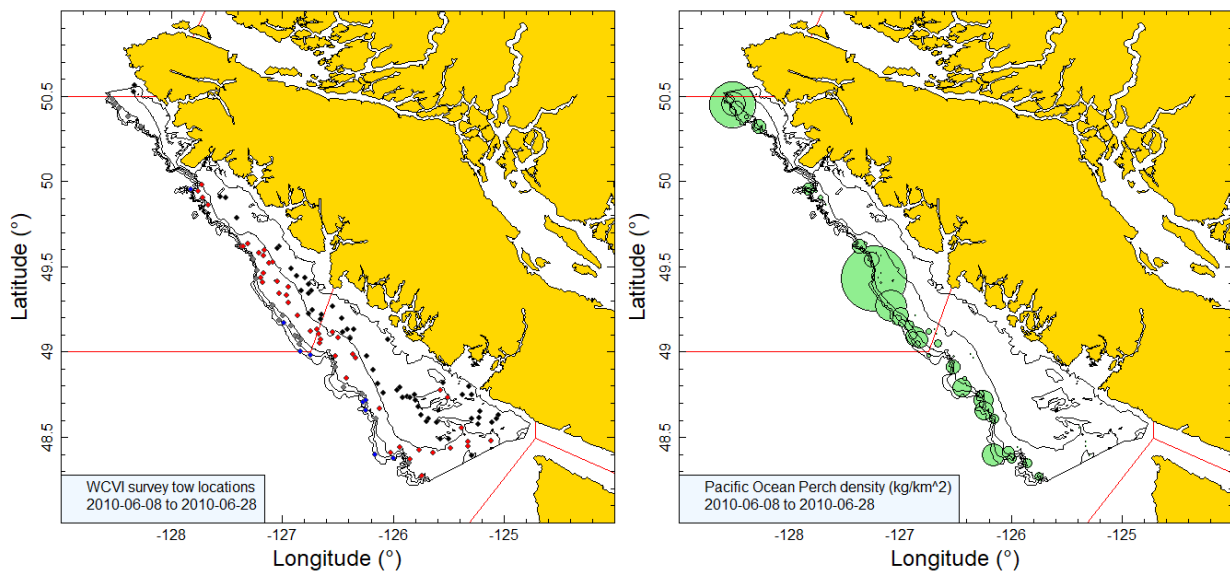 50.5
50
49.5
49
48.5
Latitude (°)
WCVI survey tow locations
2010-06-08 to 2010-06-28
-128
-127
-126
-125
Longitude (°)
50.5
50
49.5
49
48.5
Latitude (°)
Pacific Ocean Perch density (kg/km^2)
2010-06-08 to 2010-06-28
-128
-127
-126
-125
Longitude (°)